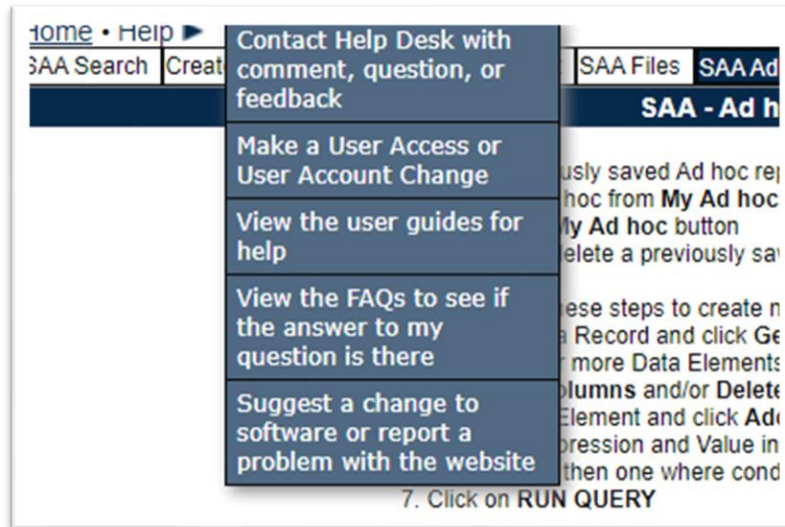 Home • Help ►
SAA Search Creat SAA Files SAA Ad
SAA - Ad h
Contact Help Desk with
comment, question, or
feedback
Make a User Access or
User Account Change
View the user guides for
help
View the FAQs to see if
the answer to my
question is there
Suggest a change to
software or report a
problem with the website
usly saved Ad hoc rep
hoc from My Ad hoc
My Ad hoc button
delete a previously sav
ese steps to create n
a Record and click Ge
r more Data Elements
olumns and/or Delete
Element and click Add
pression and Value in
then one where cond
7. Click on RUN QUERY